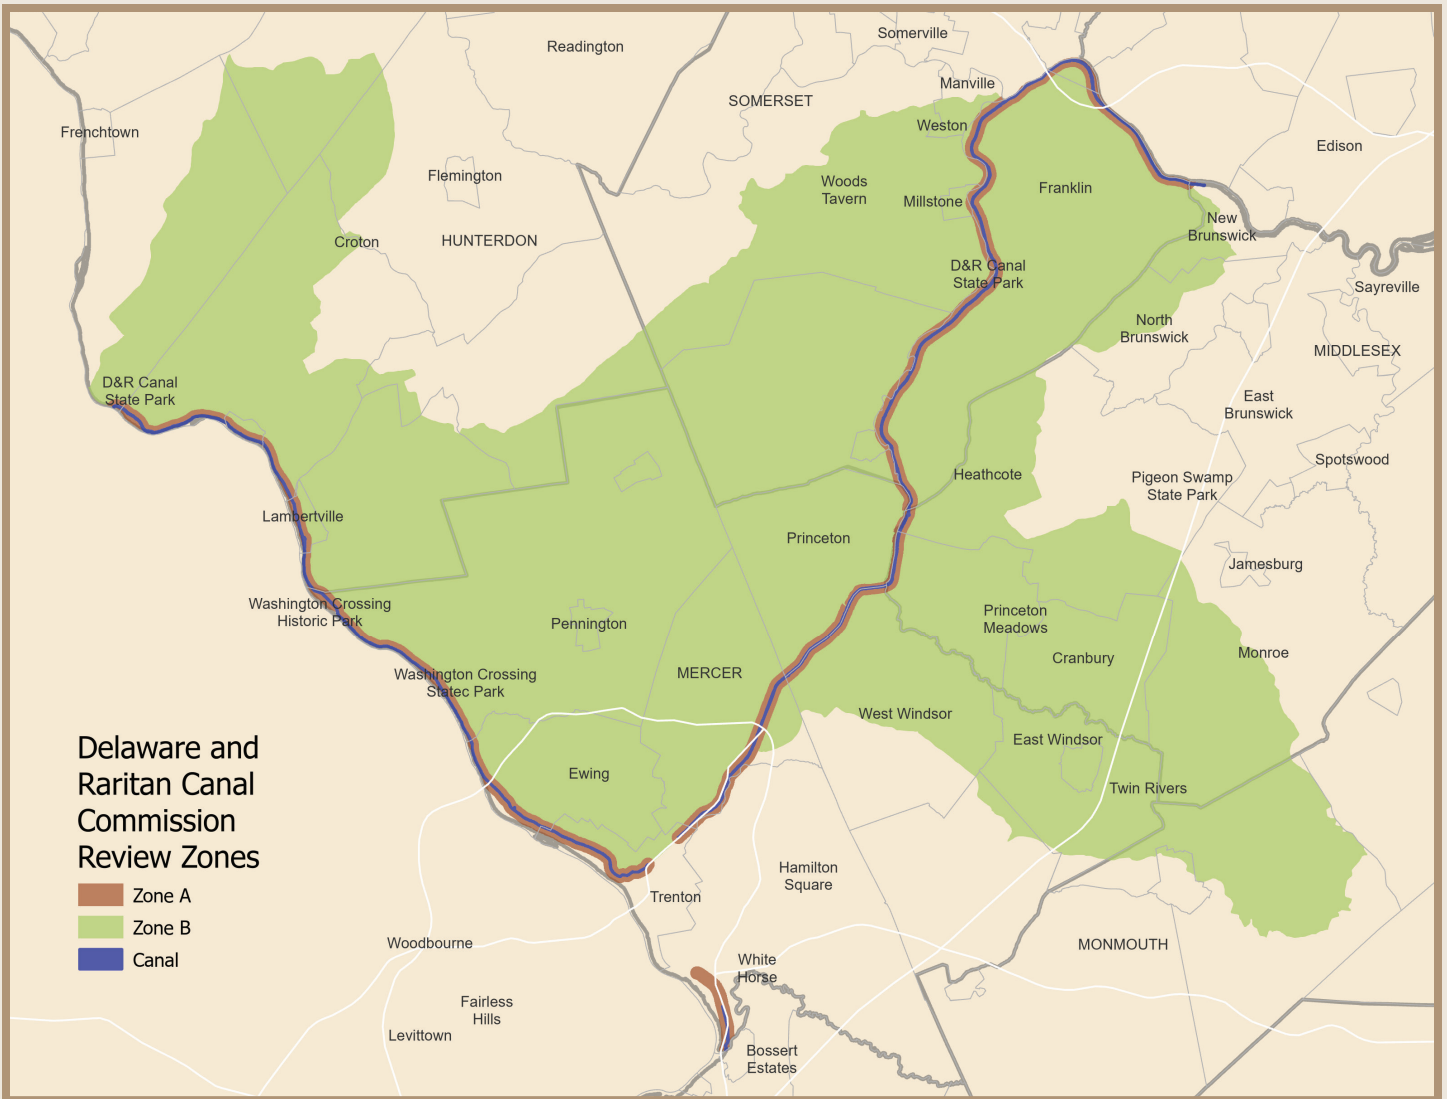 Somerville
Readington
Manville
SOMERSET
Weston
Frenchtown
Edison
Flemington
Woods
Tavern
Franklin
Millstone
New
Brunswick
Croton
HUNTERDON
D&R Canal
State Park
Sayreville
North
Brunswick
MIDDLESEX
D&R Canal
State Park
East
Brunswick
Spotswood
Heathcote
Pigeon Swamp
State Park
Lambertville
Princeton
Jamesburg
Washington Crossing
Historic Park
Pennington
Princeton
Meadows
Cranbury
Monroe
Washington Crossing
Statec Park
MERCER
West Windsor
East Windsor
Ewing
Twin Rivers
Hamilton
Square
Trenton
Woodbourne
MONMOUTH
White
Horse
Fairless
Hills
Levittown
Bossert
Estates
Delaware and
Raritan Canal
Commission
Review Zones
Zone A
Zone B
Canal